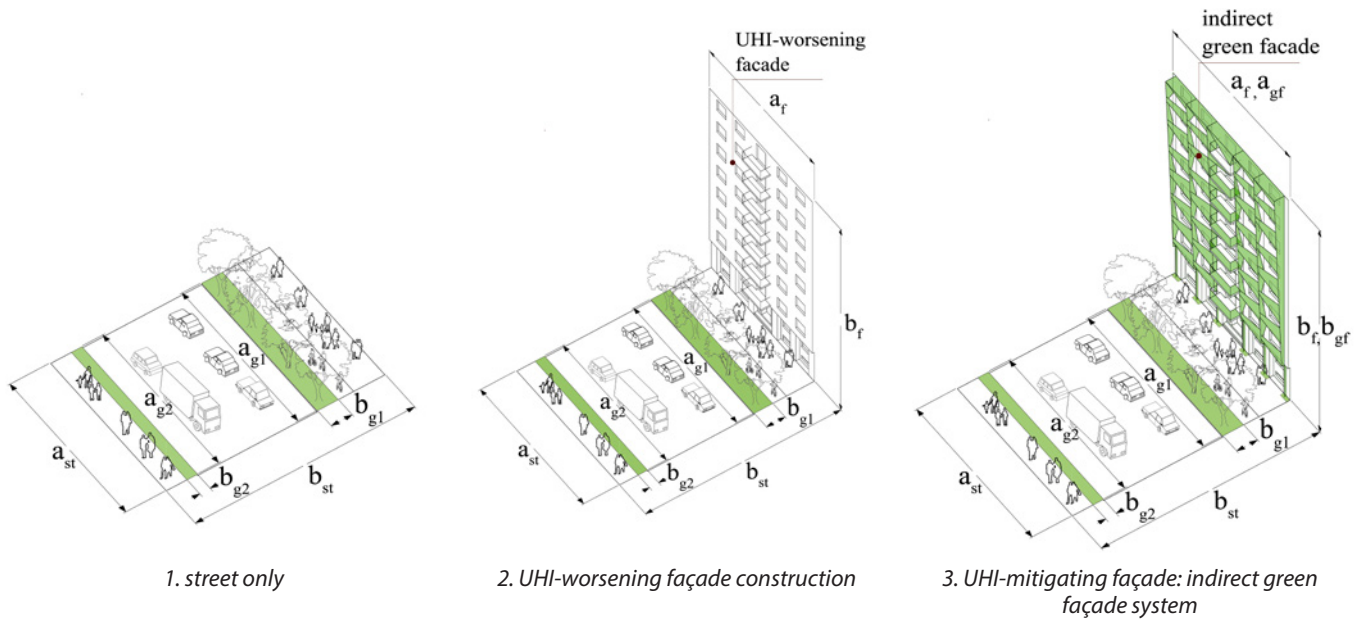 a_st
a_g2
a_g1
b_g2
b_st
b_g1
1. street only
UHI-worsening
facade
a_f
b_f
a_st
a_g2
a_g1
b_g2
b_st
b_g1
2. UHI-worsening façade construction
indirect
green facade
a_f, a_gf
b_f, b_gf
a_st
a_g2
a_g1
b_g2
b_st
b_g1
3. UHI-mitigating façade: indirect green
façade system